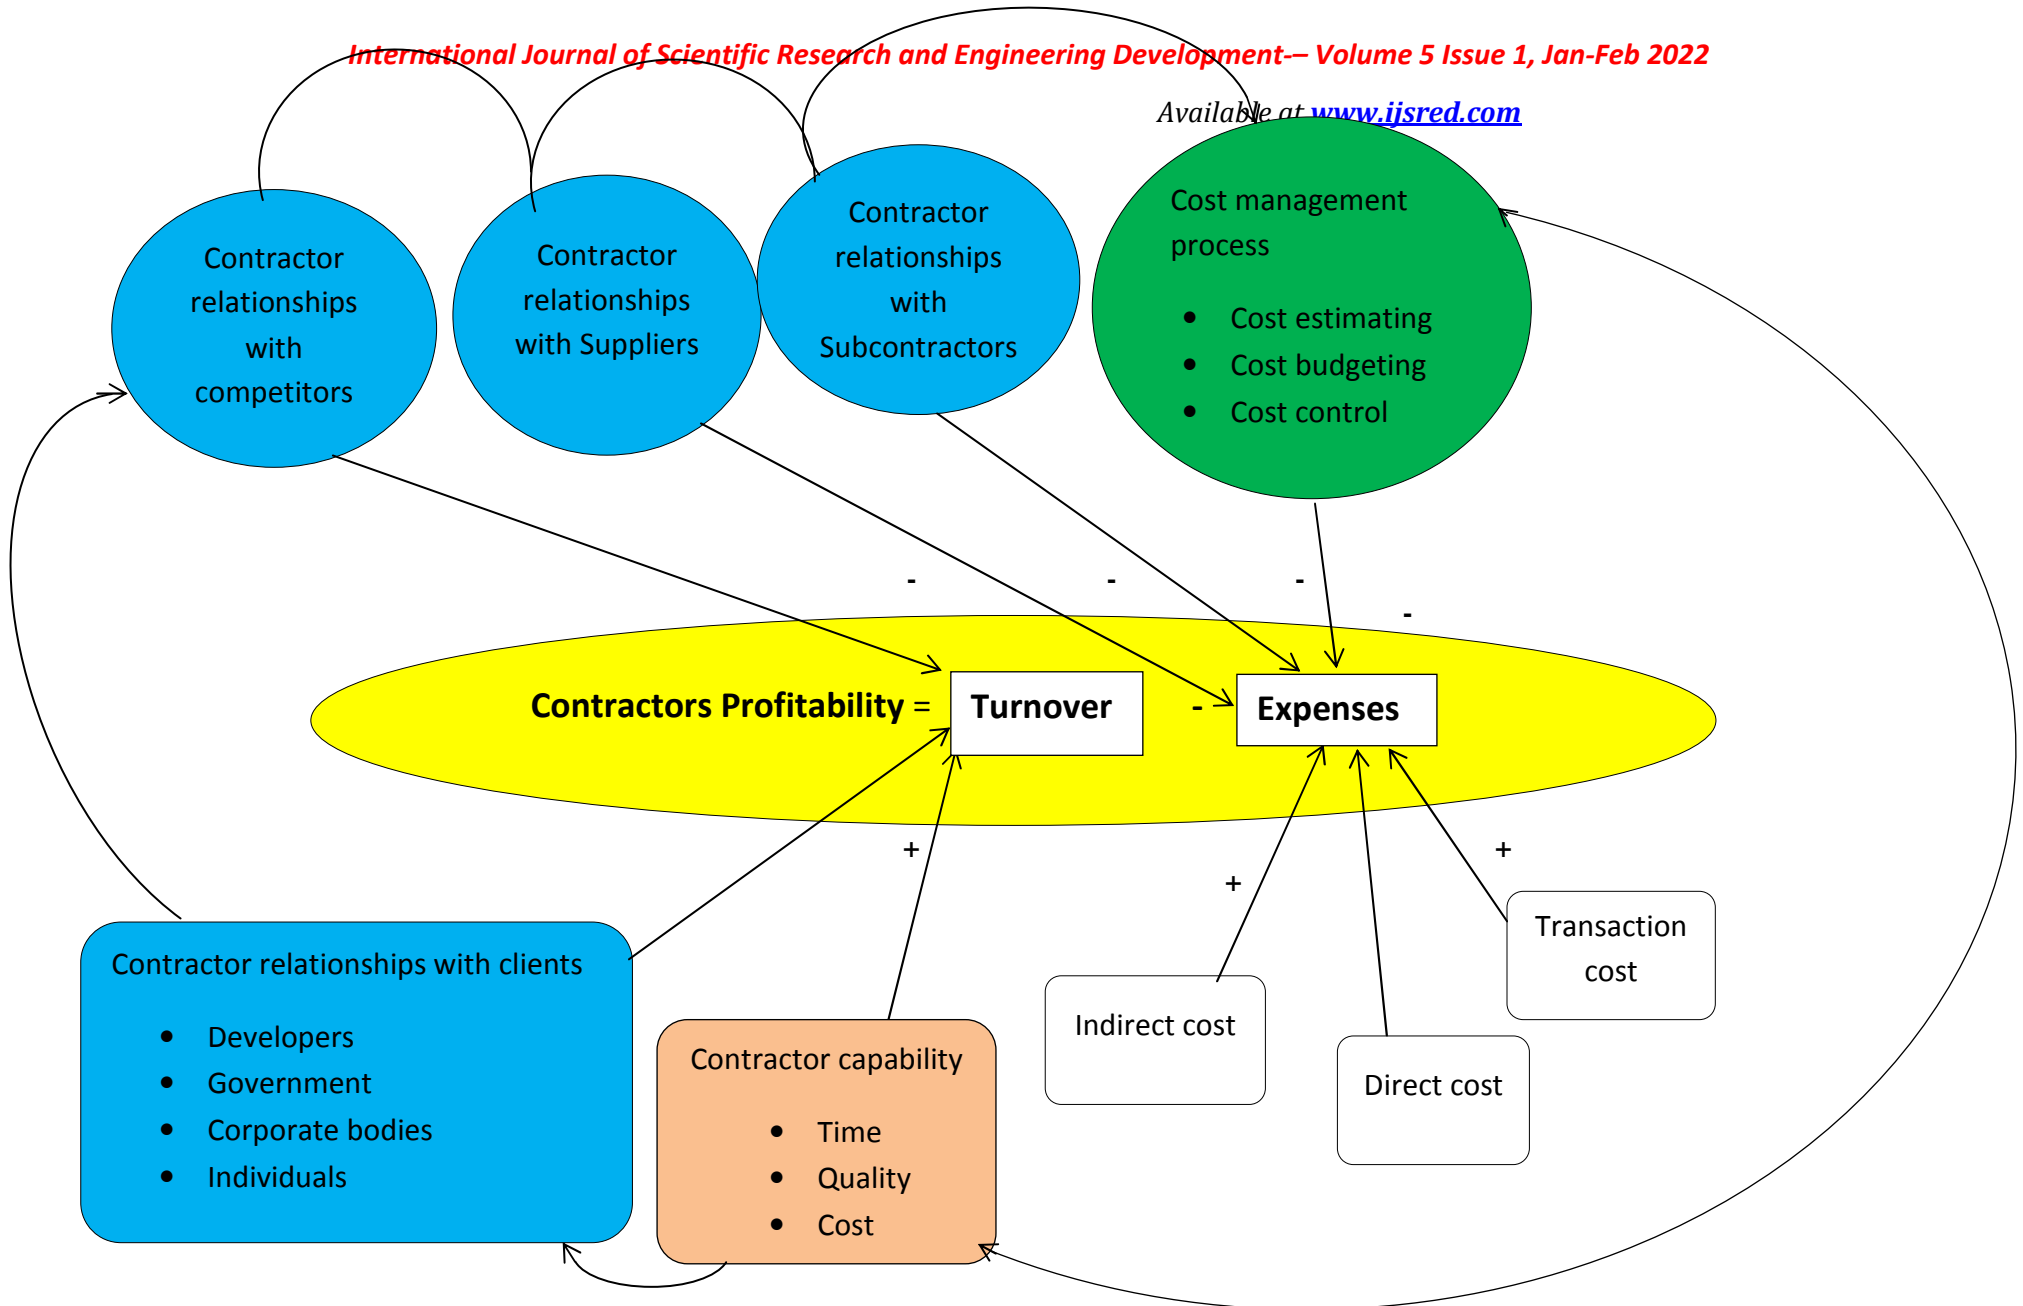 International Journal of Scientific Research and Engineering Development-– Volume 5 Issue 1, Jan-Feb 2022
Available at www.ijsred.com
Contractor
relationships
with
competitors
Contractor
relationships
with Suppliers
Contractor
relationships
with
Subcontractors
Cost management
process
• Cost estimating
• Cost budgeting
• Cost control
- - -
-
Contractors Profitability = Turnover - Expenses
+ +
+
Contractor relationships with clients
• Developers
• Government
• Corporate bodies
• Individuals
Contractor capability
• Time
• Quality
• Cost
Indirect cost
Direct cost
Transaction
cost